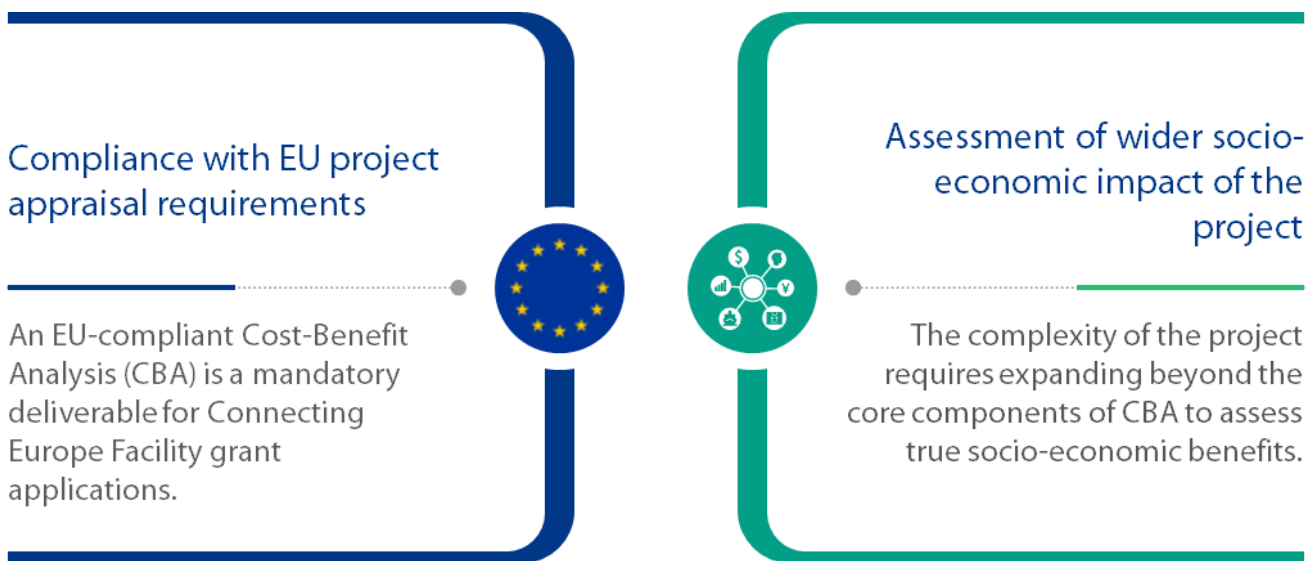 Compliance with EU project
appraisal requirements
An EU-compliant Cost-Benefit
Analysis (CBA) is a mandatory
deliverable for Connecting
Europe Facility grant
applications.
Assessment of wider socio-
economic impact of the
project
The complexity of the project
requires expanding beyond the
core components of CBA to assess
true socio-economic benefits.
$
¥